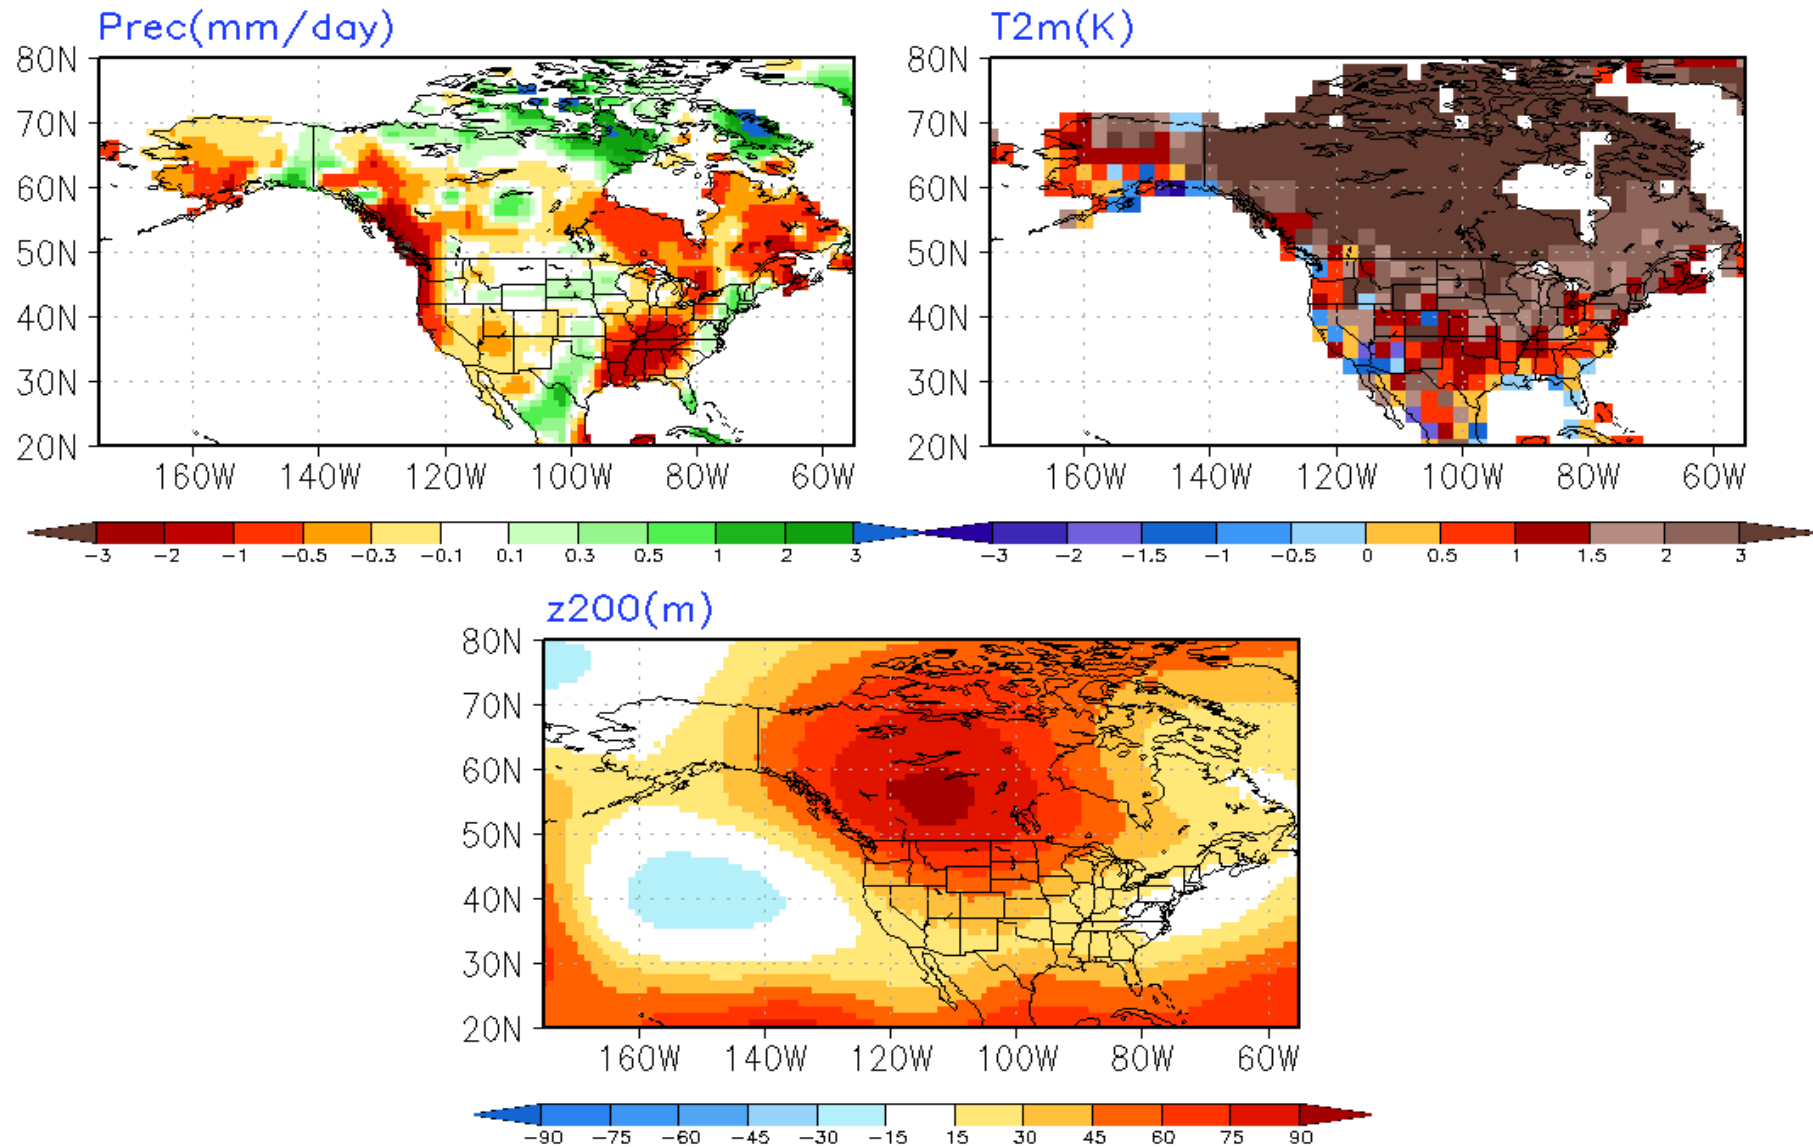 Prec(mm/day)
T2m(K)
80N
70N
60N
50N
40N
30N
20N
160W 140W 120W 100W 80W 60W
80N
70N
60N
50N
40N
30N
20N
160W 140W 120W 100W 80W 60W
-3 -2 -1 -0.5 -0.3 -0.1 0.1 0.3 0.5 1 2 3
-3 -2 -1.5 -1 -0.5 0 0.5 1 1.5 2 3
z200(m)
80N
70N
60N
50N
40N
30N
20N
160W 140W 120W 100W 80W 60W
-90 -75 -60 -45 -30 -15 15 30 45 60 75 90